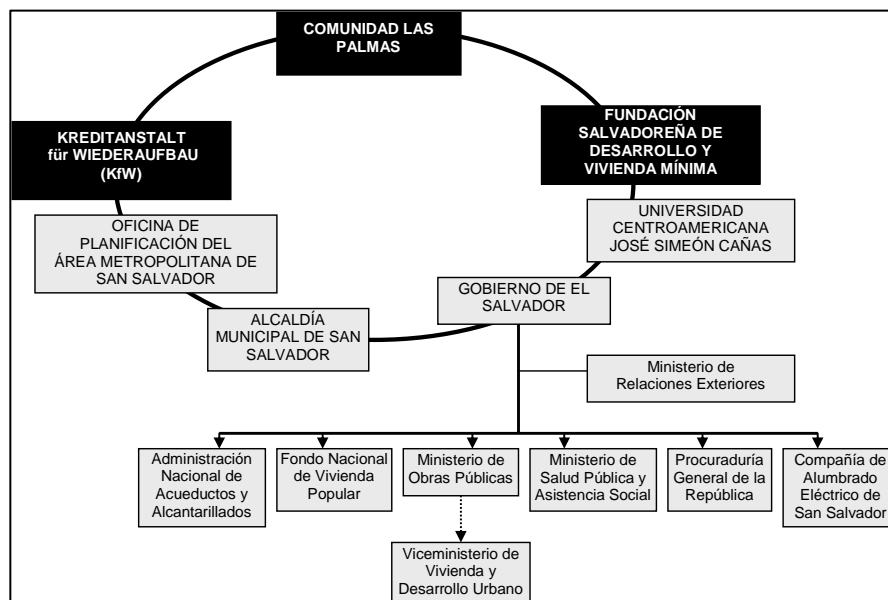 COMUNIDAD LAS
PALMAS
KREDITANSTALT
für WIEDERAUFBAU
(KfW)
FUNDACIÓN
SALVADOREÑA DE
DESARROLLO Y
VIVIENDA MÍNIMA
OFICINA DE
PLANIFICACIÓN DEL
ÁREA METROPOLITANA DE
SAN SALVADOR
UNIVERSIDAD
CENTROAMERICANA
JOSÉ SIMEÓN CAÑAS
GOBIERNO DE EL
SALVADOR
ALCALDÍA
MUNICIPAL DE SAN
SALVADOR
Ministerio de
Relaciones Exteriores
Administración
Nacional de
Acueductos y
Alcantarillados
Fondo Nacional
de Vivienda
Popular
Ministerio de
Obras Públicas
Ministerio de
Salud Pública y
Asistencia Social
Procuraduría
General de la
República
Compañía de
Alumbrado
Eléctrico de
San Salvador
Viceministerio de
Vivienda y
Desarrollo Urbano